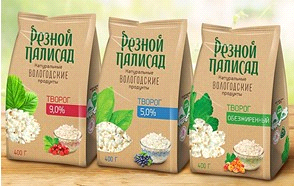 РЕЗНОЙ
ПАЛИСАД
Натуральные
ВОЛОГОДСКИЕ
продукты
ТВОРОГ
9,0%
400 Г
РЕЗНОЙ
ПАЛИСАД
Натуральные
ВОЛОГОДСКИЕ
продукты
ТВОРОГ
5,0%
400 Г
РЕЗНОЙ
ПАЛИСАД
Натуральные
ВОЛОГОДСКИЕ
продукты
ТВОРОГ
ОБЕЗЖИРЕННЫЙ
400 Г